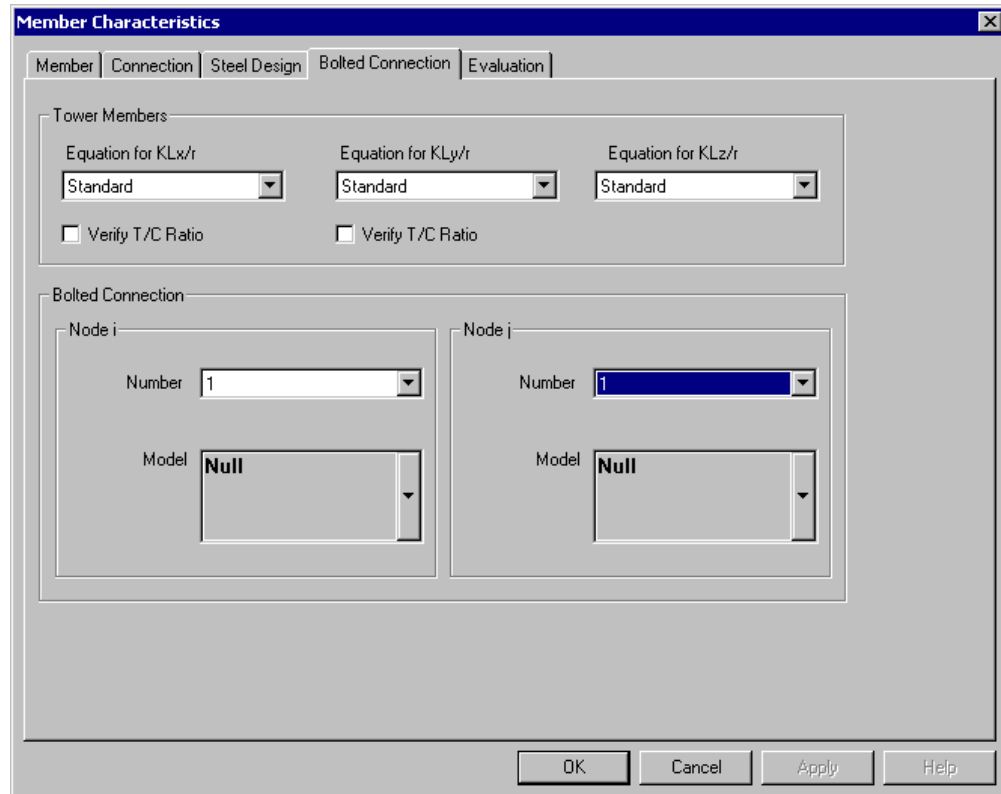 Member Characteristics
Member Connection Steel Design Bolted Connection Evaluation
Tower Members
Equation for KLx/r Equation for KLy/r Equation for KLz/r
Standard Standard Standard
Verify T/C Ratio Verify T/C Ratio
Bolted Connection
Node i Node j
Number 1 Number 1
Model Null Model Null
OK Cancel Apply Help